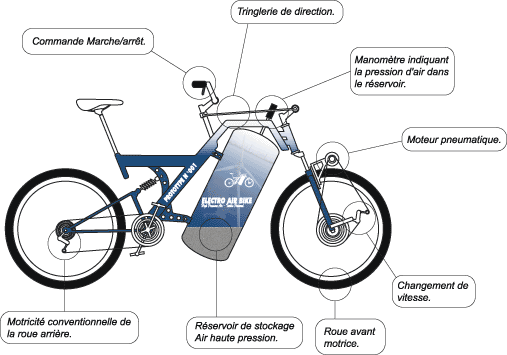 Tringlerie de direction.
Commande Marche/arrêt.
Manomètre indiquant
la pression d'air dans
le réservoir.
Moteur pneumatique.
PROTOTYPE N°001
ELECTRO AIR BIKE
Changement de
vitesse.
Motricité conventionnelle de
la roue arrière.
Réservoir de stockage
Air haute pression.
Roue avant
motrice.